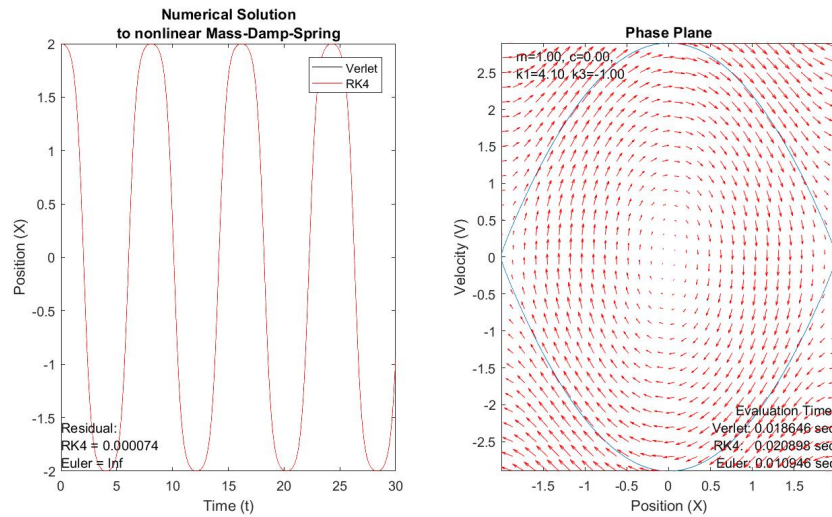 Numerical Solution
to nonlinear Mass-Damp-Spring
Verlet
RK4
Position (X)
2
1.5
1
0.5
0
-0.5
-1
-1.5
-2
Residual:
RK4 = 0.000074
Euler = Inf
0 5 10 15 20 25 30
Time (t)
Phase Plane
m=1.00, c=0.00,
k1=4.10, k3=-1.00
Velocity (V)
2.5
2
1.5
1
0.5
0
-0.5
-1
-1.5
-2
-2.5
Evaluation Time
Verlet: 0.018646 sec
RK4: 0.020898 sec
Euler: 0.010946 sec
-1.5 -1 -0.5 0 0.5 1 1.5
Position (X)